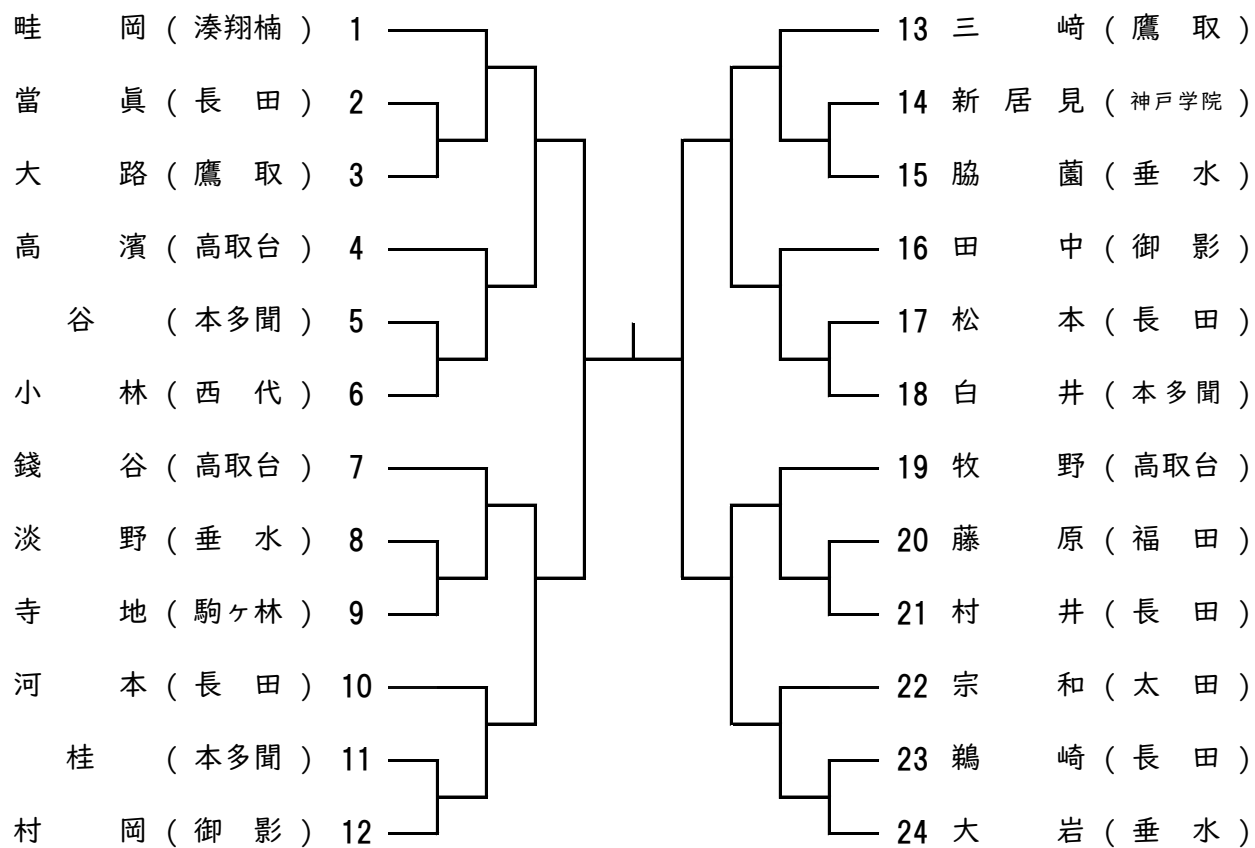 畦岡(湊翔楠) 1
當眞(長田) 2
大路(鷹取) 3
高濱(高取台) 4
谷(本多聞) 5
小林(西代) 6
錢谷(高取台) 7
淡野(垂水) 8
寺地(駒ヶ林) 9
河本(長田) 10
桂(本多聞) 11
村岡(御影) 12
13 三﨑(鷹取)
14 新居見(神戸学院)
15 脇薗(垂水)
16 田中(御影)
17 松本(長田)
18 白井(本多聞)
19 牧野(高取台)
20 藤原(福田)
21 村井(長田)
22 宗和(太田)
23 鵜崎(長田)
24 大岩(垂水)